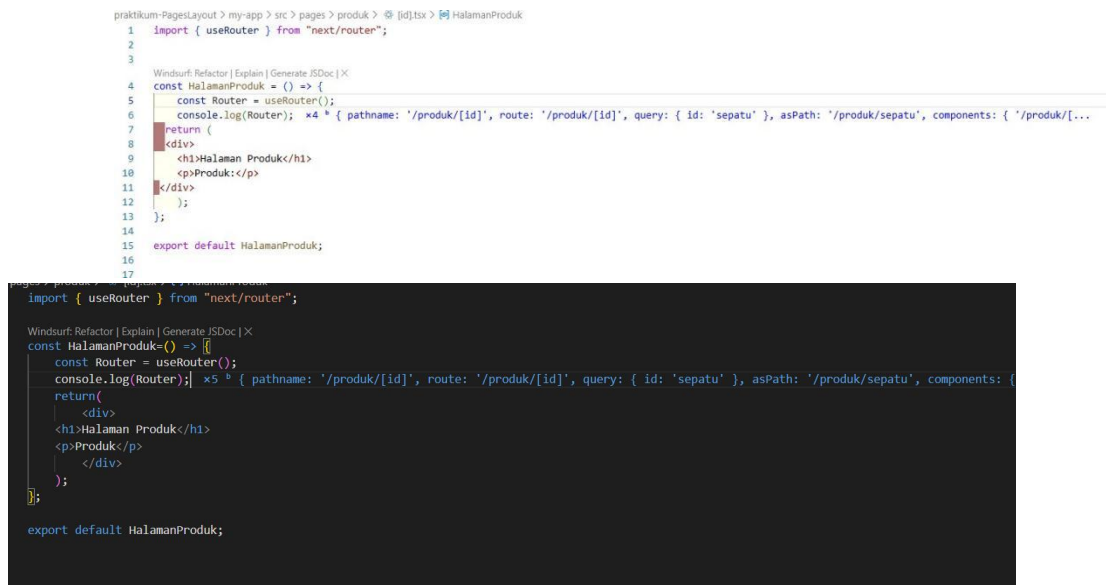 praktikum-PagesLayout > my-app > src > pages > produk > [id].tsx > HalamanProduk
1 import { useRouter } from "next/router";
2
3
Windsurf: Refactor | Explain | Generate JSDoc | ×
4 const HalamanProduk = () => {
5 const Router = useRouter();
6 console.log(Router); ×4 { pathname: '/produk/[id]', route: '/produk/[id]', query: { id: 'sepatu' }, asPath: '/produk/sepatu', components: { '/produk/[...
7 return (
8 <div>
9 <h1>Halaman Produk</h1>
10 <p>Produk:</p>
11 </div>
12 );
13 };
14
15 export default HalamanProduk;
16
17
pages > produk > [id].tsx > HalamanProduk
import { useRouter } from "next/router";
Windsurf: Refactor | Explain | Generate JSDoc | ×
const HalamanProduk=() => {
const Router = useRouter();
console.log(Router); ×5 { pathname: '/produk/[id]', route: '/produk/[id]', query: { id: 'sepatu' }, asPath: '/produk/sepatu', components: {
return(
<div>
<h1>Halaman Produk</h1>
<p>Produk</p>
</div>
);
};
export default HalamanProduk;